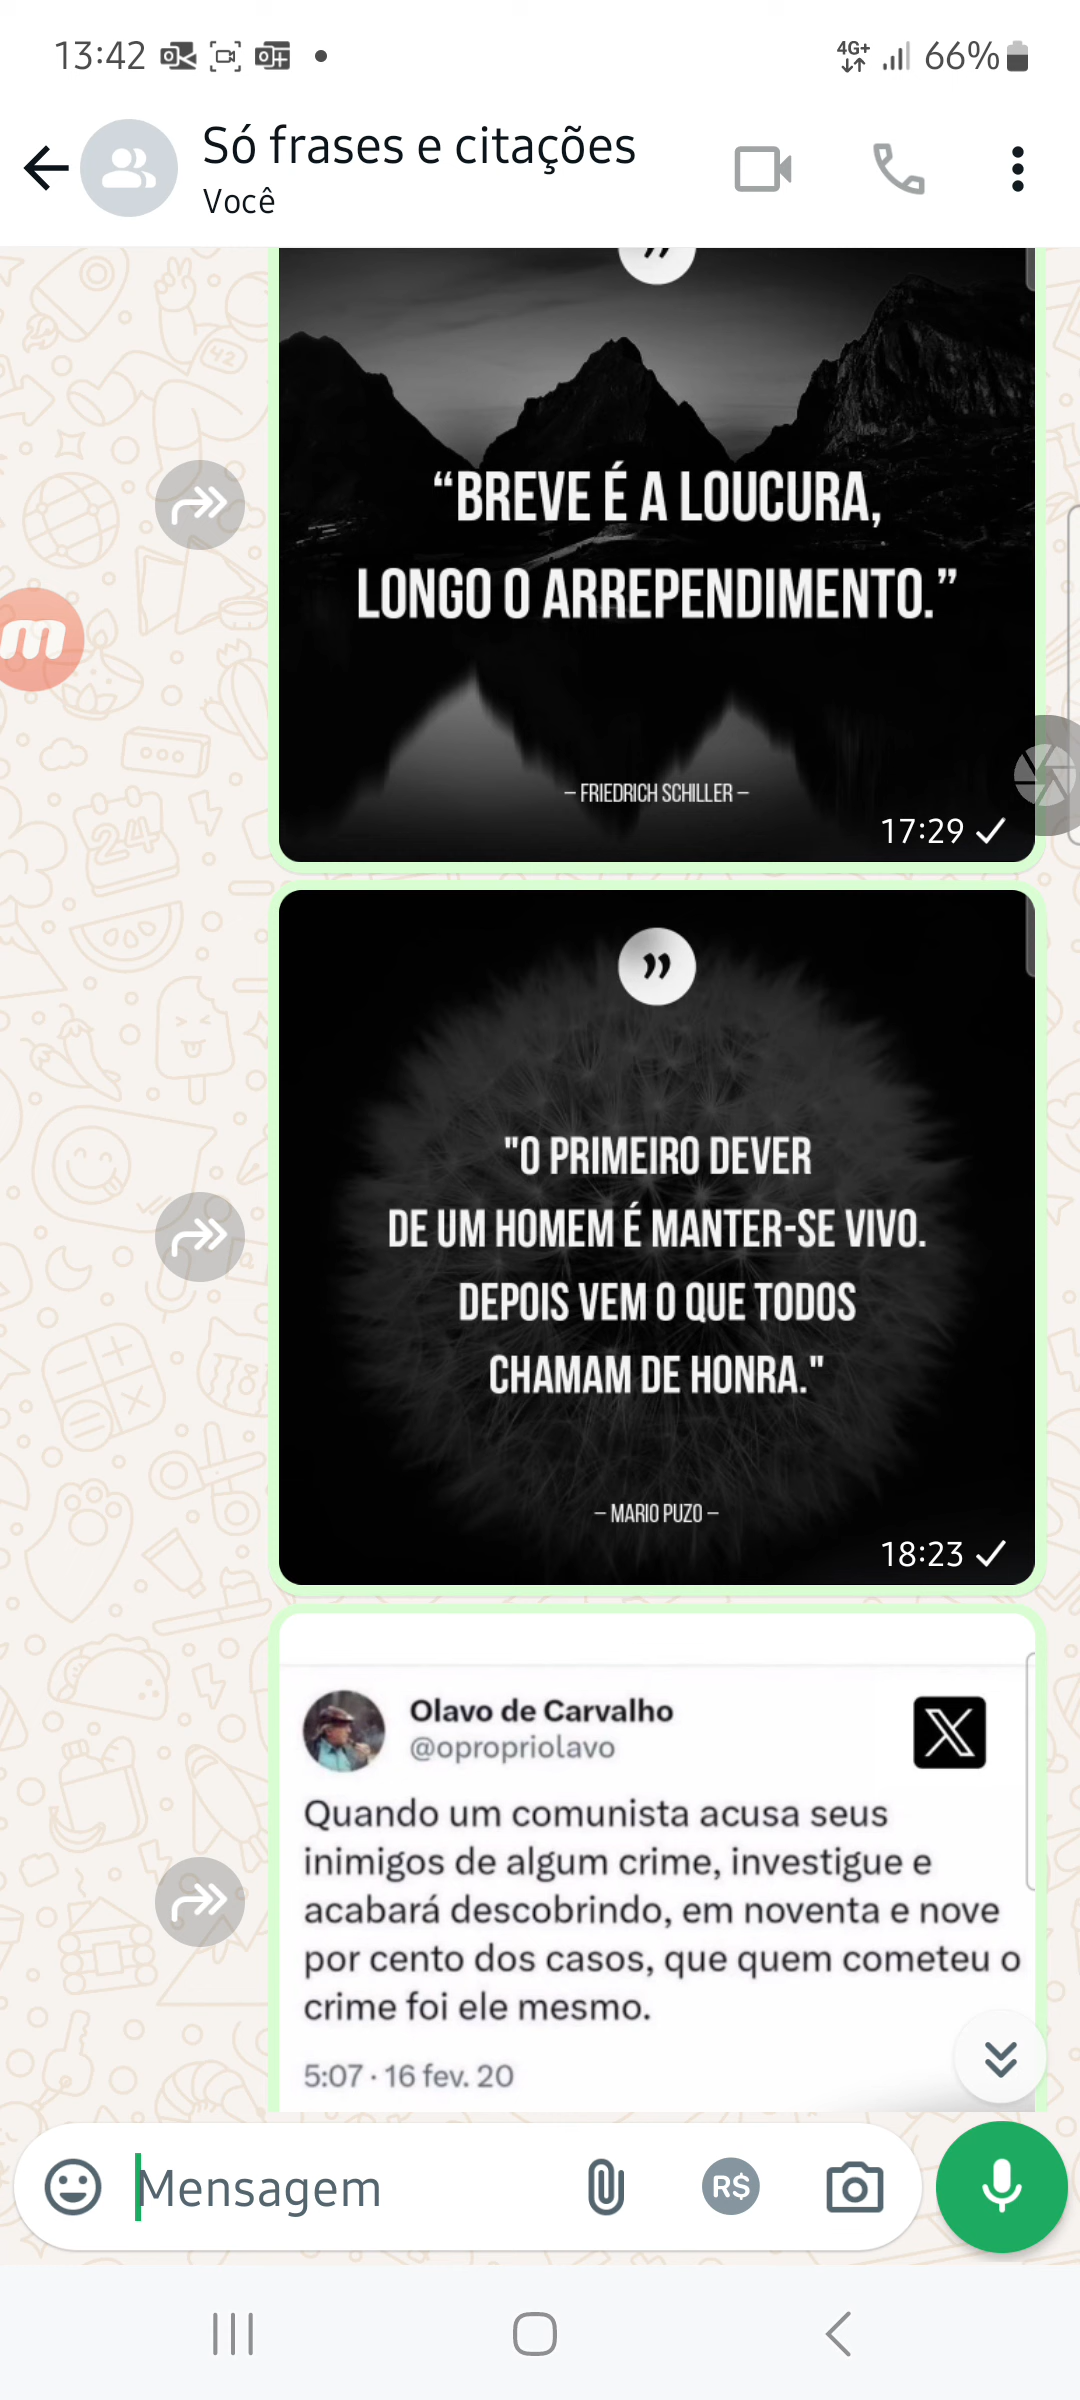 13:42
4G+
66%
Só frases e citações
Você
“BREVE É A LOUCURA,
LONGO O ARREPENDIMENTO.”
– FRIEDRICH SCHILLER –
17:29
"O PRIMEIRO DEVER
DE UM HOMEM É MANTER-SE VIVO.
DEPOIS VEM O QUE TODOS
CHAMAM DE HONRA."
– MARIO PUZO –
18:23
Olavo de Carvalho
@opropriolavo
Quando um comunista acusa seus
inimigos de algum crime, investigue e
acabará descobrindo, em noventa e nove
por cento dos casos, que quem cometeu o
crime foi ele mesmo.
5:07 · 16 fev. 20
Mensagem
R$